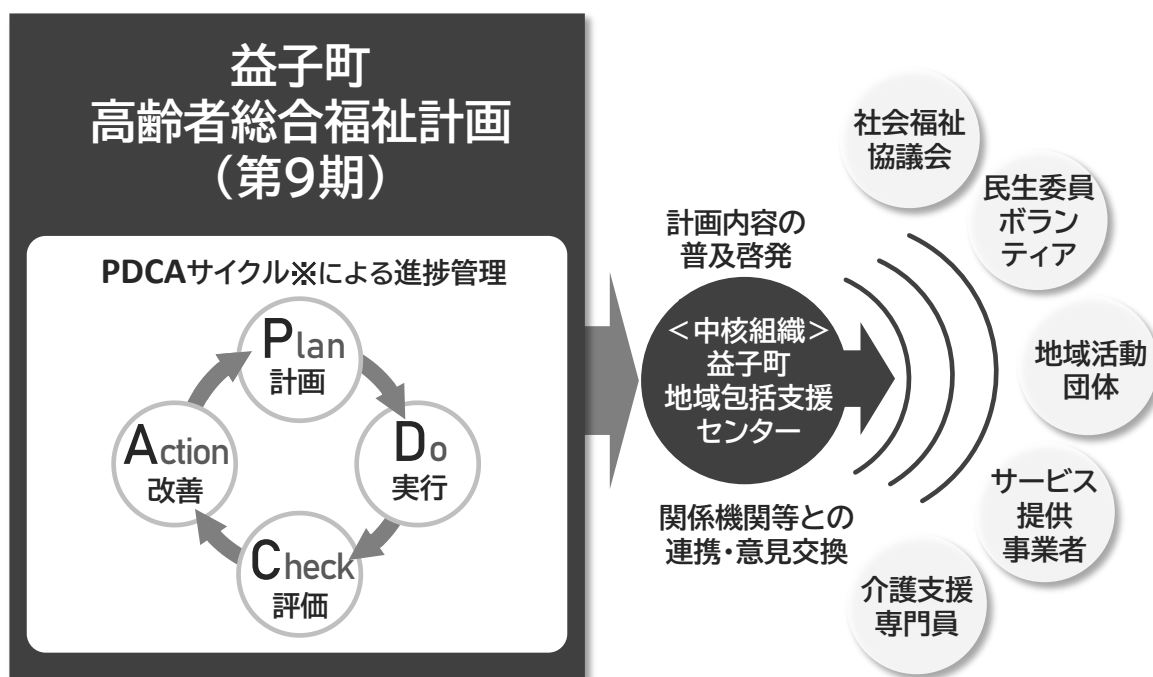 益子町
高齢者総合福祉計画
（第9期）
PDCAサイクル※による進捗管理
Plan
計画
Do
実行
Check
評価
Action
改善
計画内容の
普及啓発
＜中核組織＞
益子町
地域包括支援
センター
関係機関等との
連携・意見交換
社会福祉
協議会
民生委員
ボラン
ティア
地域活動
団体
サービス
提供
事業者
介護支援
専門員